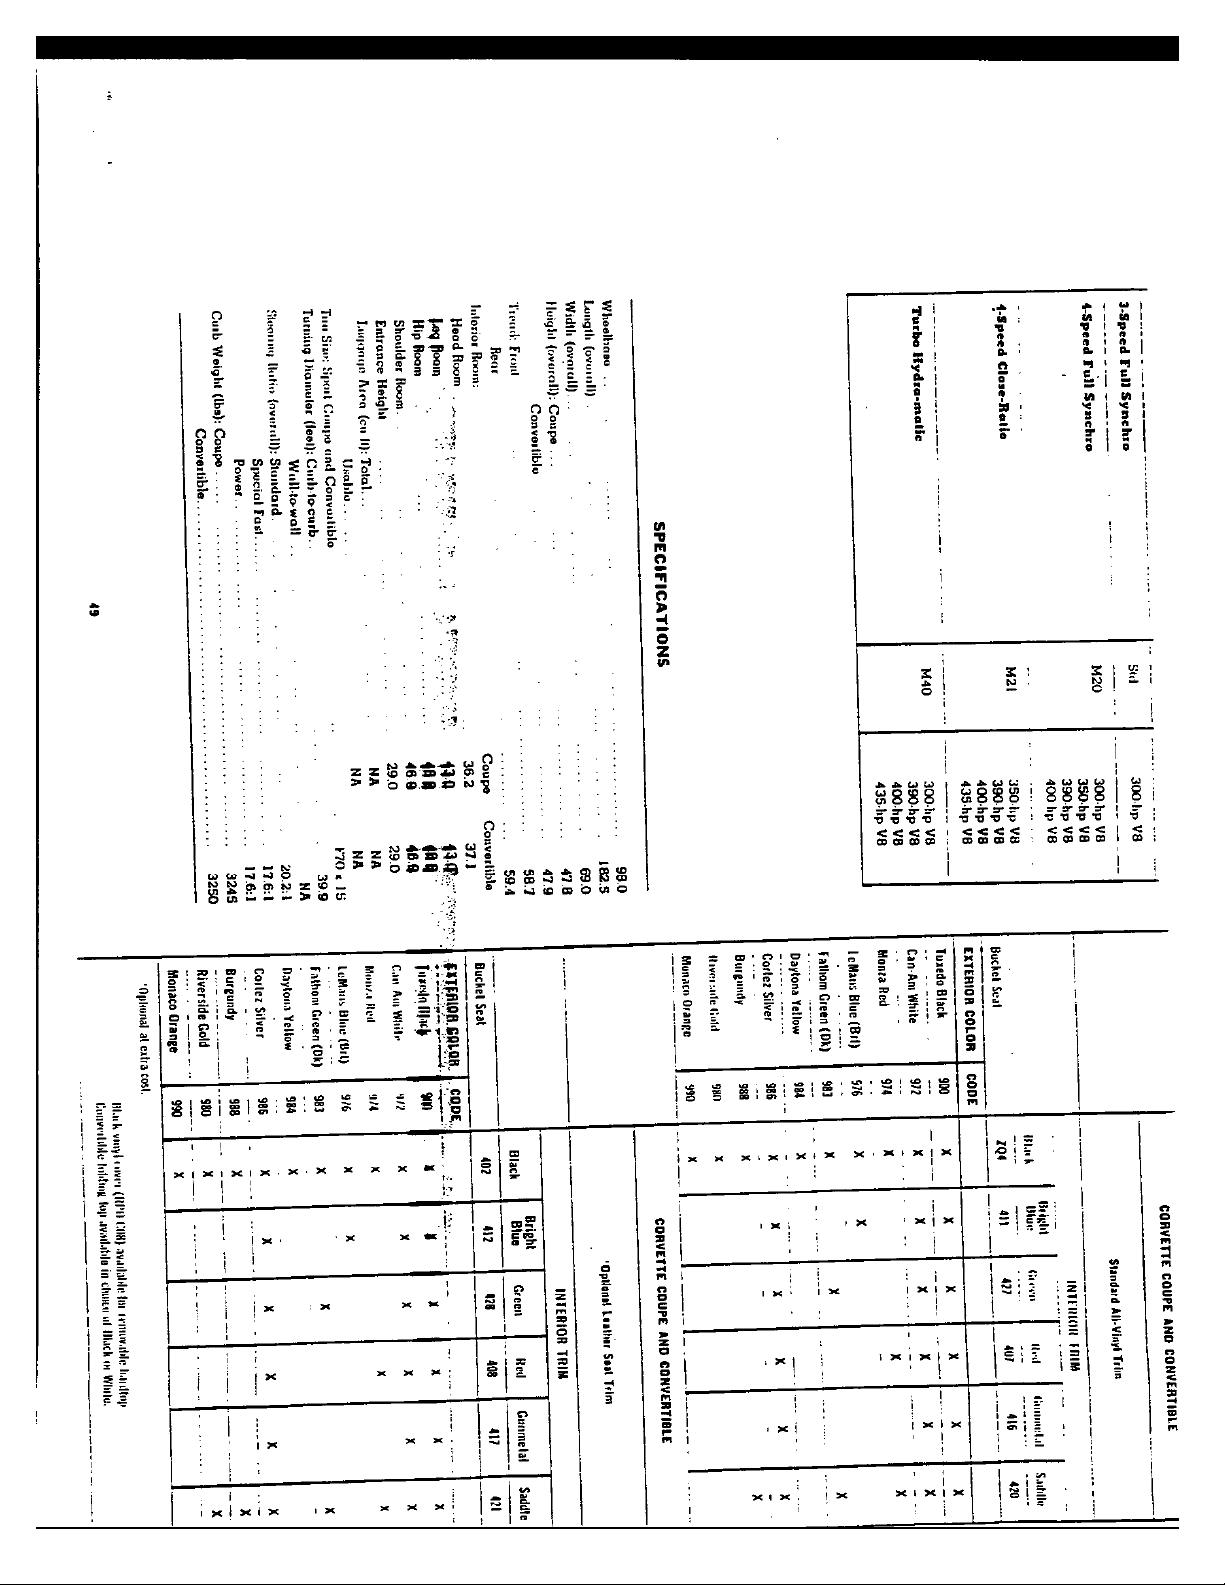 3-Speed Full Synchro Std 300-hp V8
4-Speed Full Synchro M20 300-hp V8
350-hp V8
390-hp V8
400-hp V8
4-Speed Close-Ratio M21 350-hp V8
390-hp V8
400-hp V8
435-hp V8
Turbo Hydra-matic M40 300-hp V8
390-hp V8
400-hp V8
435-hp V8
SPECIFICATIONS
Wheelbase 98.0
Length (overall) 182.5
Width (overall) 69.0
Height (overall): Coupe 47.8
Convertible 47.9
Tread: Front 58.7
Rear 59.4
Interior Room: Coupe Convertible
Head Room 36.2 37.1
Leg Room 43.0 43.0
Hip Room
Shoulder Room
Entrance Height 29.0 29.0
Luggage Area (cu ft): Total NA NA
Usable NA NA
Tire Size: Sport Coupe and Convertible F70 x 15
Turning Diameter (feet): Curb-to-curb 39.9
Wall-to-wall NA
Steering Ratio (overall): Standard 20.2:1
Special Fast 17.6:1
Power 17.6:1
Curb Weight (lbs): Coupe 3245
Convertible 3250
49
CORVETTE COUPE AND CONVERTIBLE
Standard All-Vinyl Trim
INTERIOR TRIM
Black Bright Blue Green Red Gunmetal Saddle
Bucket Seat ZQ4 411 427 407 416 420
EXTERIOR COLOR CODE
Tuxedo Black 900 X X X X X X
Can-Am White 972 X X X X X X
Monza Red 974 X X X
LeMans Blue (Brt) 976 X X
Fathom Green (Dk) 983 X X X
Daytona Yellow 984 X
Cortez Silver 986 X X X X X X
Burgundy 988 X X
Riverside Gold 980 X
Monaco Orange 990 X
CORVETTE COUPE AND CONVERTIBLE
*Optional Leather Seat Trim
INTERIOR TRIM
Black Bright Blue Green Red Gunmetal Saddle
Bucket Seat 402 412 428 408 417 421
EXTERIOR COLOR CODE
Tuxedo Black 900 X X X X X X
Can-Am White 972 X X X X X X
Monza Red 974 X X X
LeMans Blue (Brt) 976 X X
Fathom Green (Dk) 983 X X X
Daytona Yellow 984 X
Cortez Silver 986 X X X X X X
Burgundy 988 X X
Riverside Gold 980 X X
Monaco Orange 990 X
*Optional at extra cost.
Black vinyl cover (RPO C08) available for removable hardtop
Convertible folding top available in choice of Black or White.